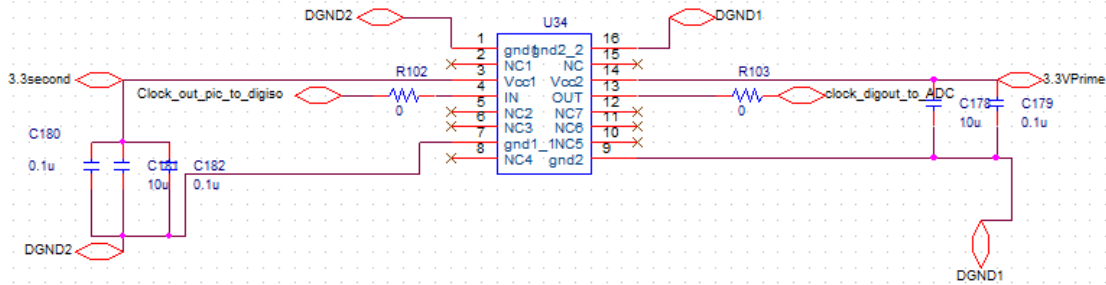 DGND2
U34
DGND1
1
gnd1
gnd2_2
16
2
NC1
NC
15
3.3second
3
Vcc1
Vcc2
14
3.3VPrime
R102
4
IN
OUT
13
R103
Clock_out_pic_to_digiso
0
clock_digout_to_ADC
0
5
NC2
NC7
12
6
NC3
NC6
11
7
gnd1_1
NC5
10
8
NC4
gnd2
9
C178
10u
C179
0.1u
C180
0.1u
C181
10u
C182
0.1u
DGND2
DGND1